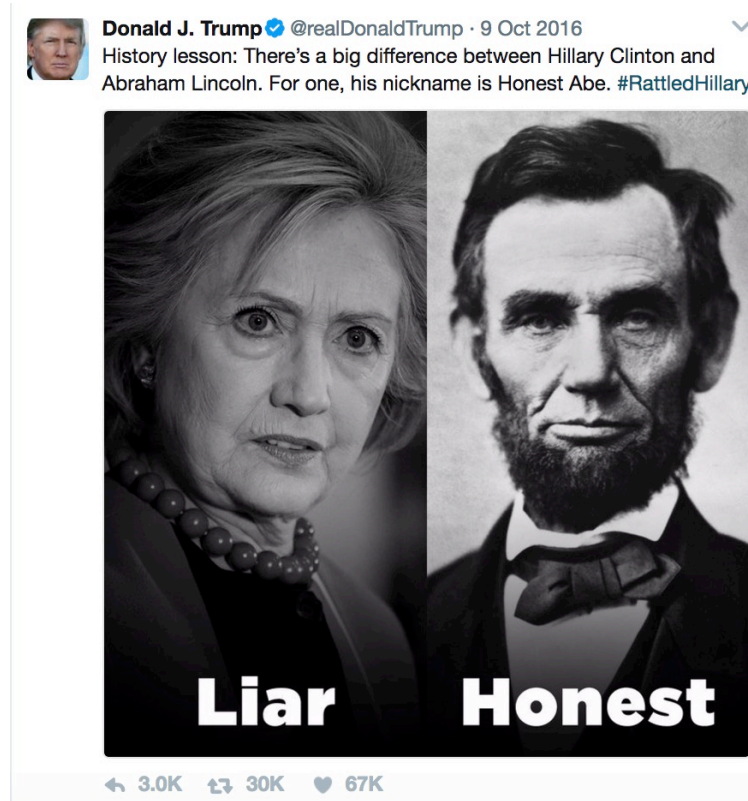 Donald J. Trump @realDonaldTrump · 9 Oct 2016
History lesson: There’s a big difference between Hillary Clinton and
Abraham Lincoln. For one, his nickname is Honest Abe. #RattledHillary
Liar Honest
3.0K 30K 67K